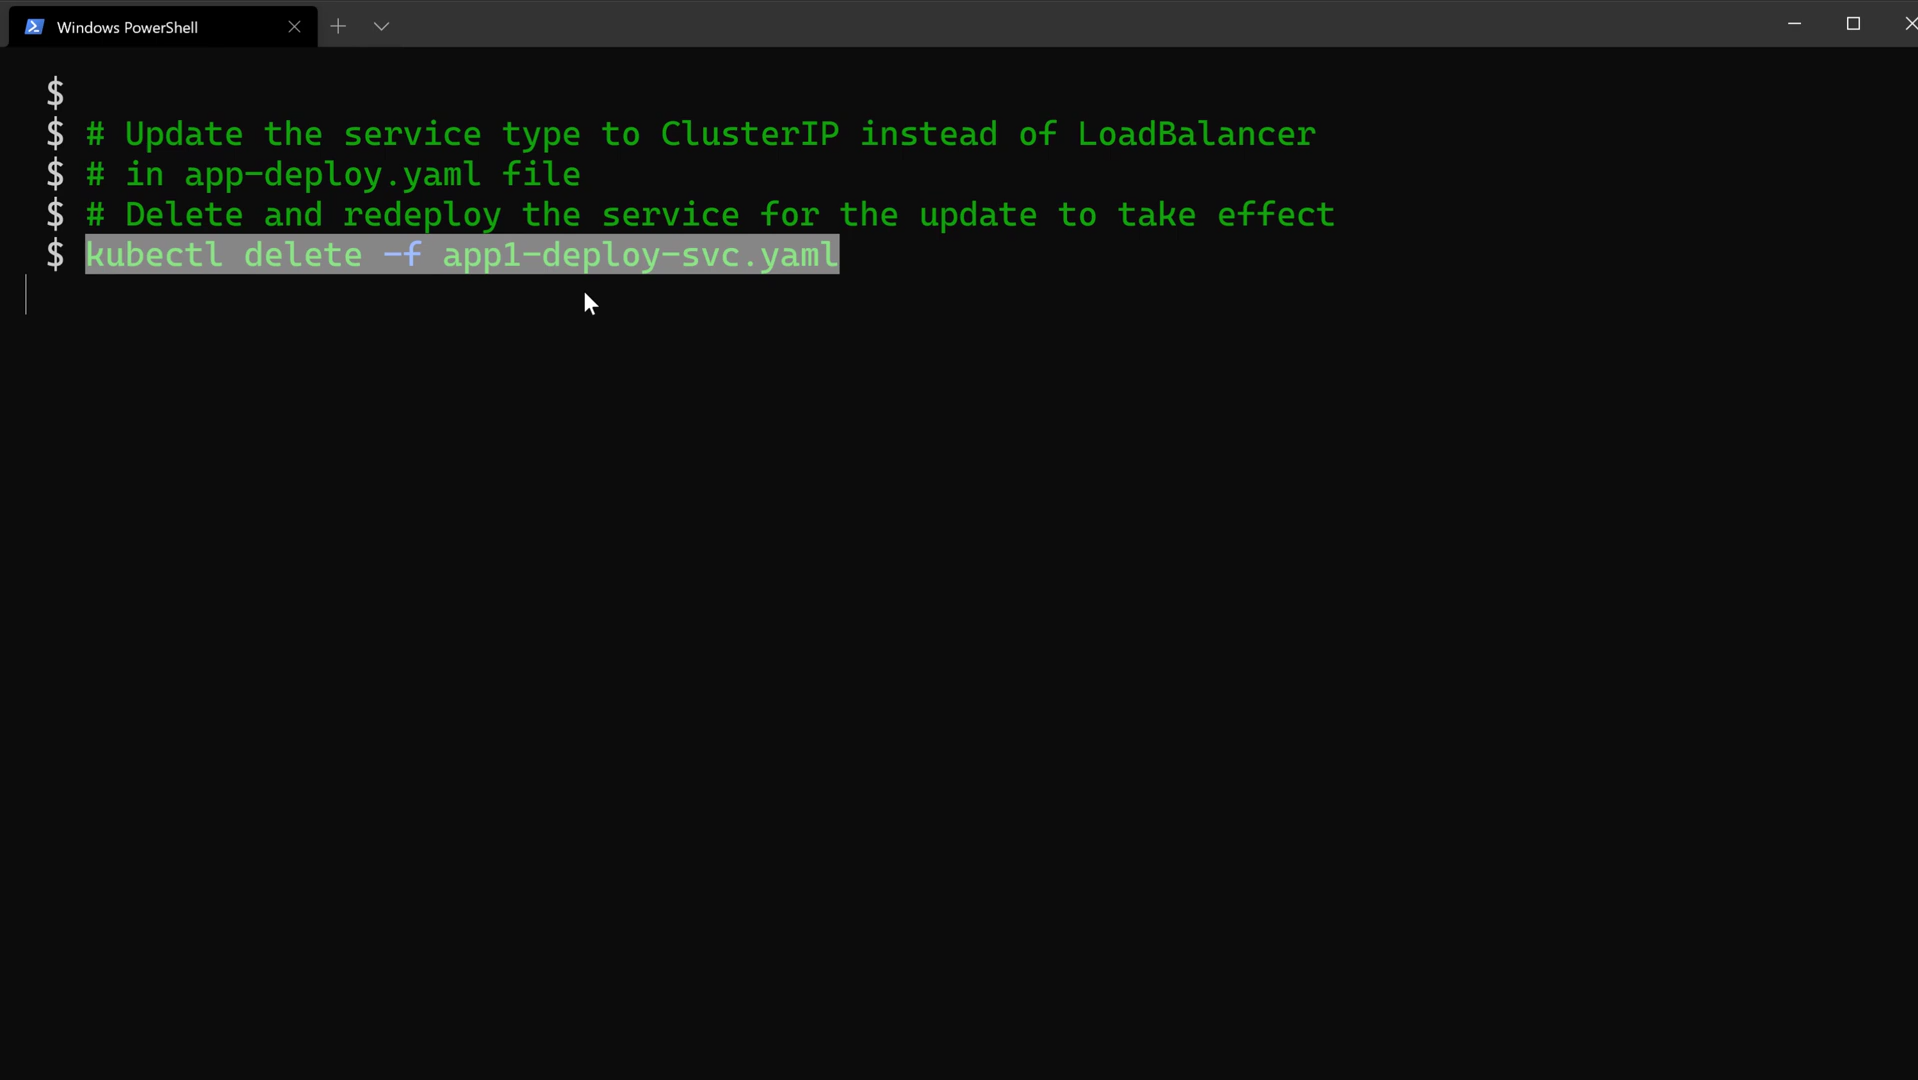 Windows PowerShell
$
$ # Update the service type to ClusterIP instead of LoadBalancer
$ # in app-deploy.yaml file
$ # Delete and redeploy the service for the update to take effect
$ kubectl delete -f app1-deploy-svc.yaml